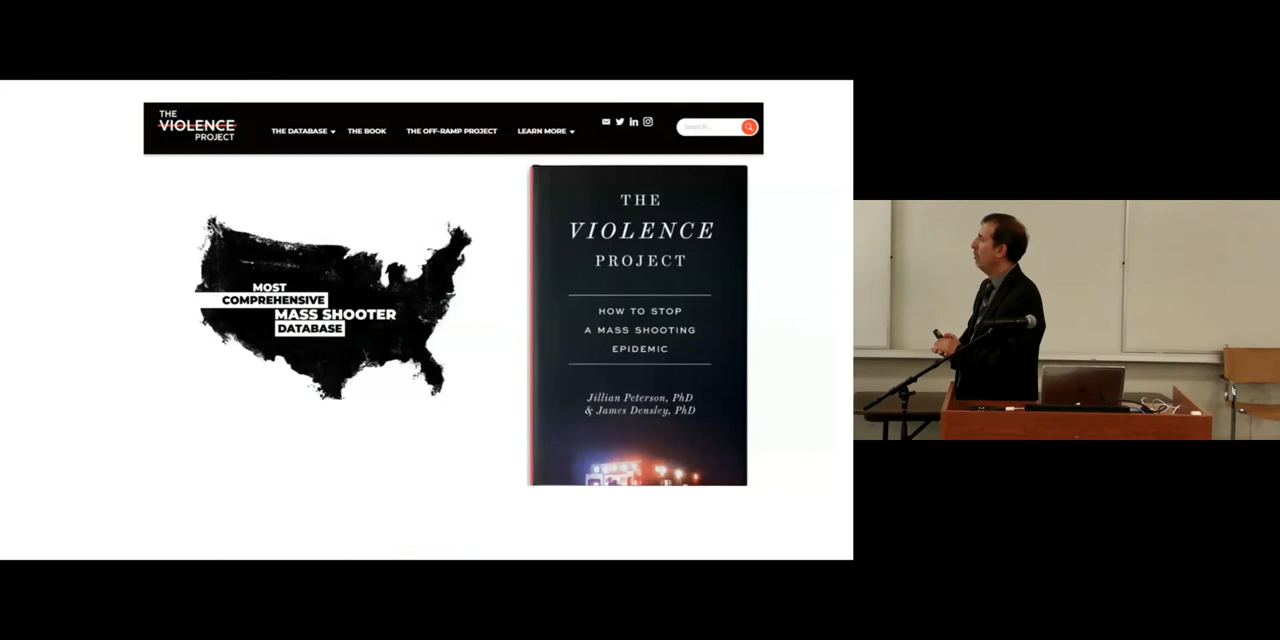 THE
VIOLENCE
PROJECT
THE DATABASE
THE BOOK
THE OFF-RAMP PROJECT
LEARN MORE
Search...
MOST
COMPREHENSIVE
MASS SHOOTER
DATABASE
THE
VIOLENCE
PROJECT
HOW TO STOP
A MASS SHOOTING
EPIDEMIC
Jillian Peterson, PhD
& James Densley, PhD